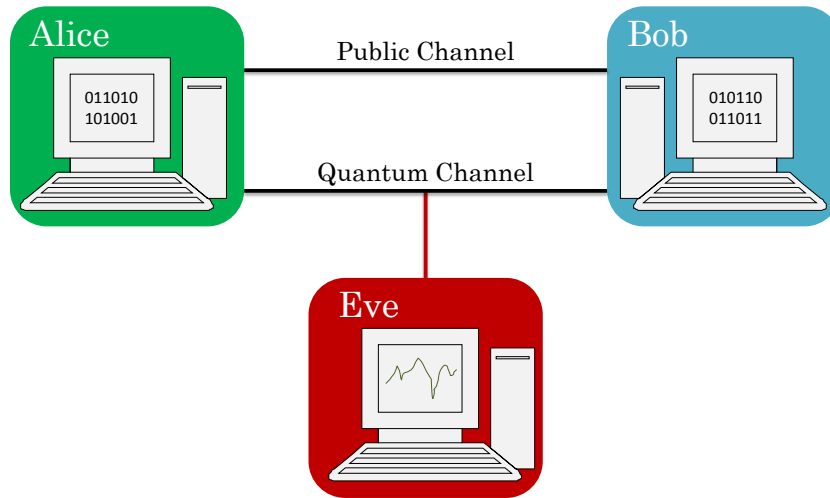 Alice
Bob
Public Channel
011010
101001
010110
011011
Quantum Channel
Eve